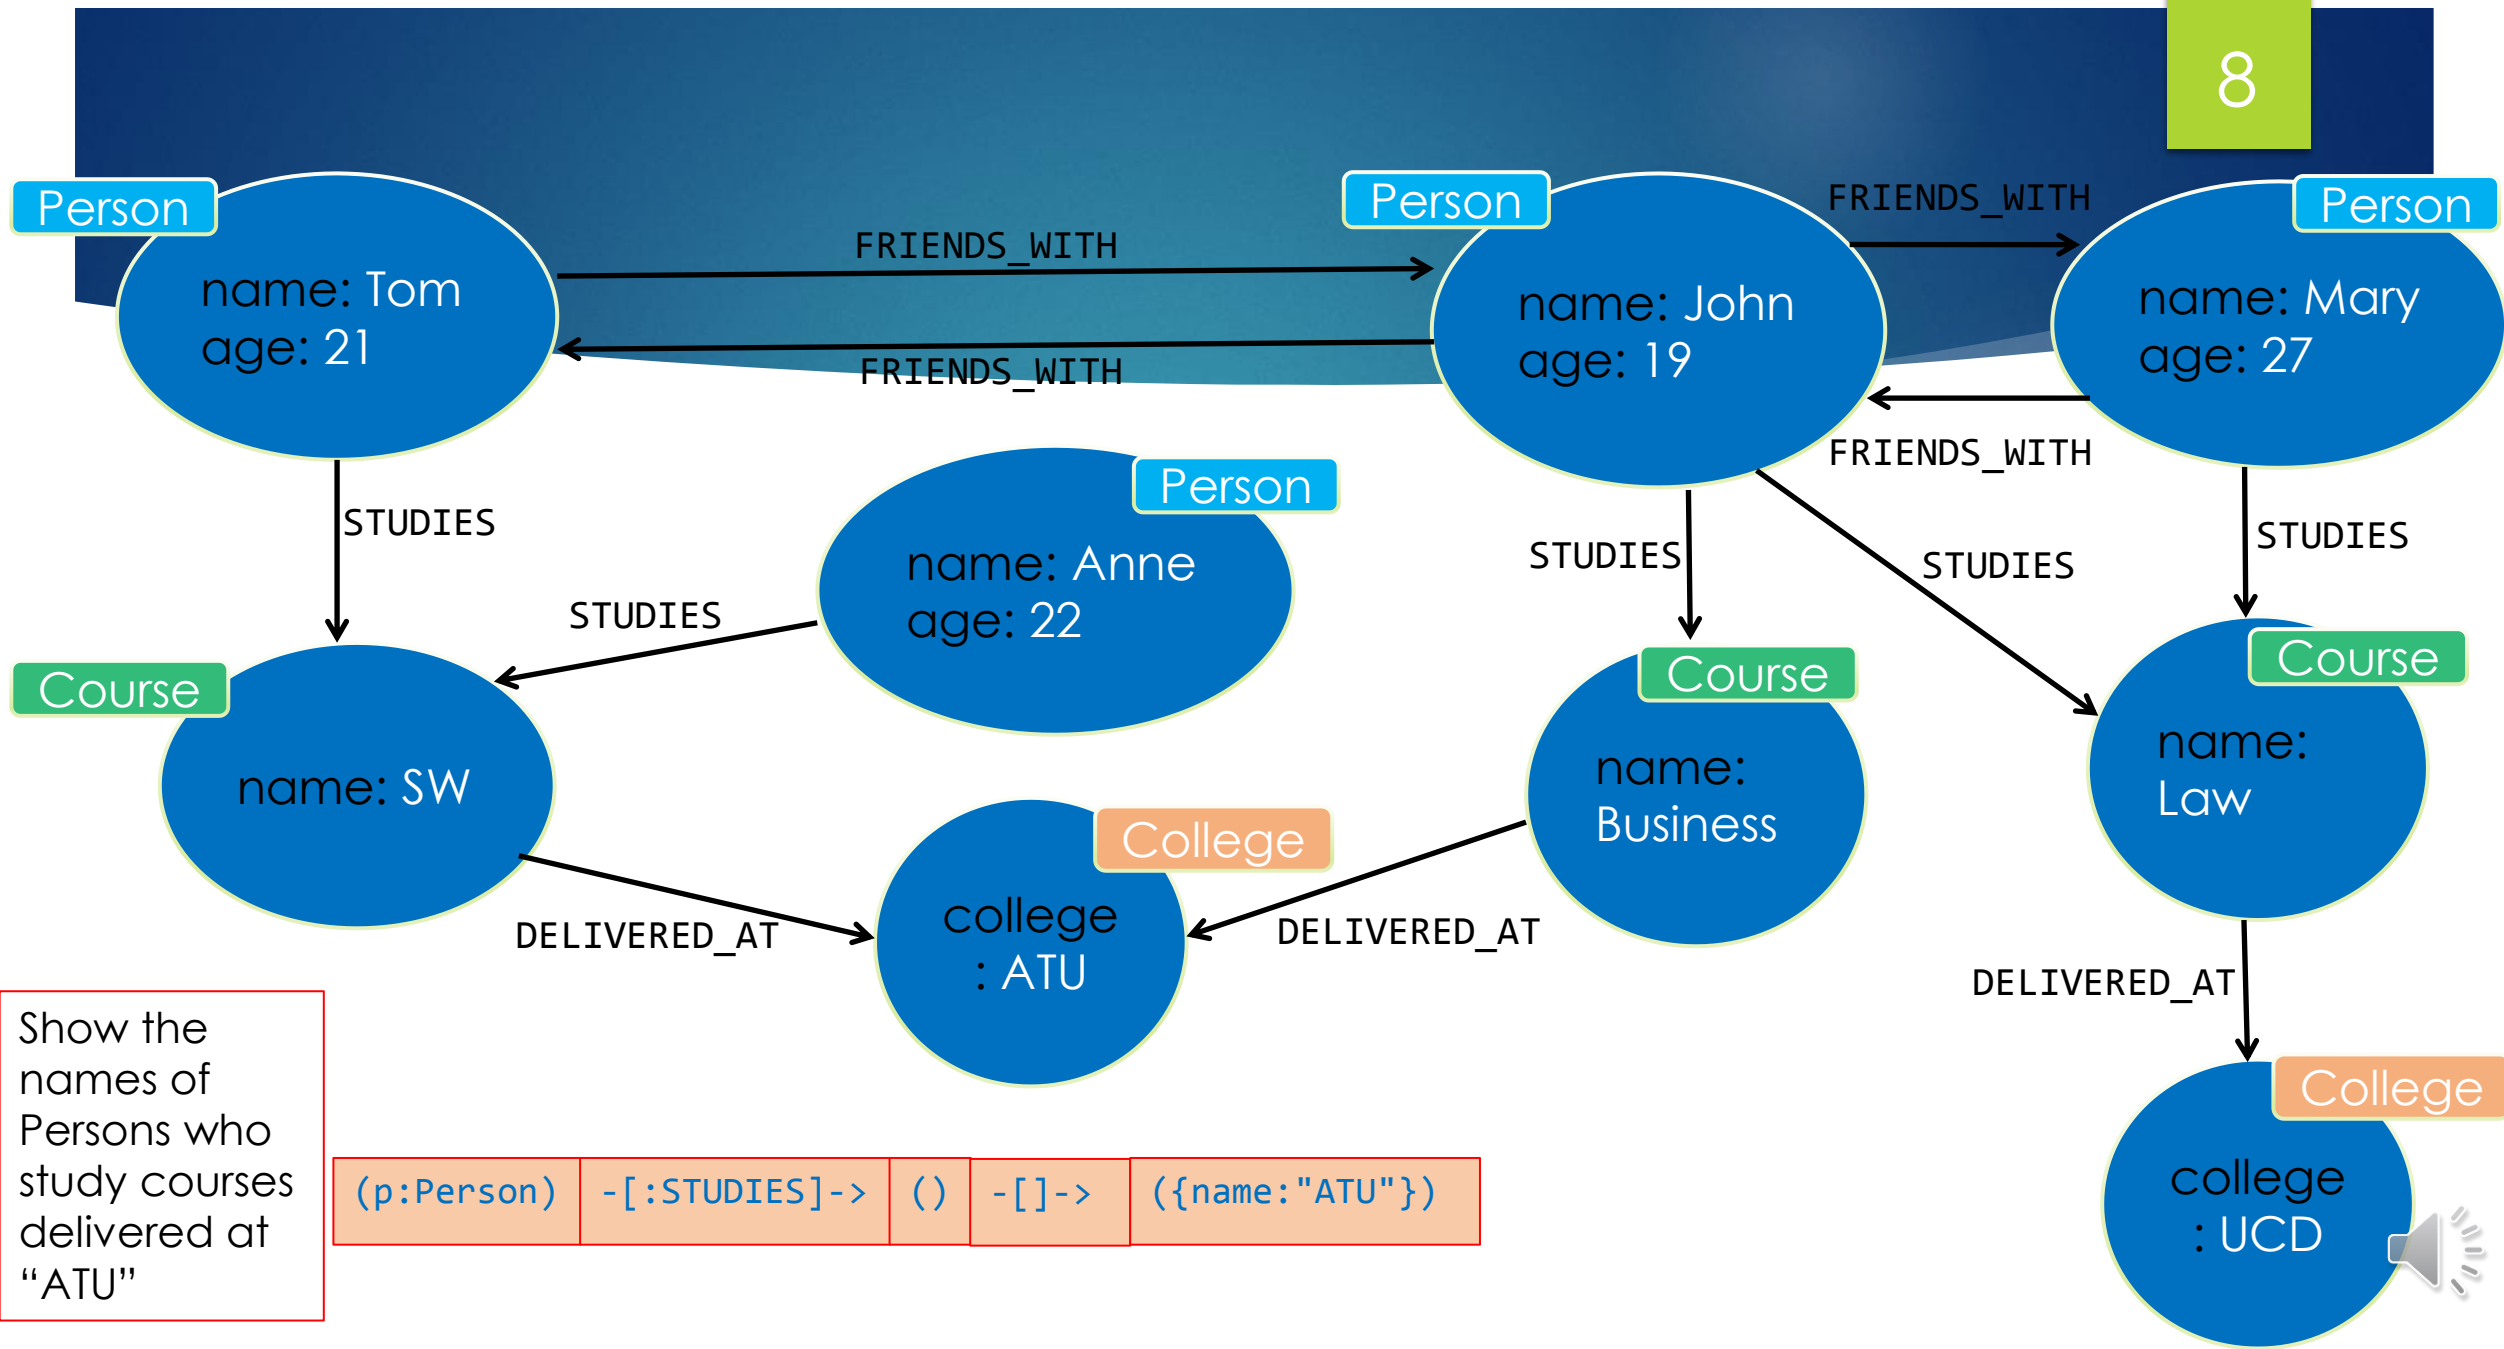 8
Person
name: Tom
age: 21
FRIENDS_WITH
FRIENDS_WITH
Person
name: John
age: 19
FRIENDS_WITH
FRIENDS_WITH
Person
name: Mary
age: 27
STUDIES
STUDIES
Person
name: Anne
age: 22
STUDIES
STUDIES
STUDIES
Course
name: SW
Course
name:
Business
Course
name:
Law
DELIVERED_AT
College
college
: ATU
DELIVERED_AT
DELIVERED_AT
College
college
: UCD
Show the
names of
Persons who
study courses
delivered at
“ATU”
(p:Person) -[:STUDIES]-> () -[]-> ({name:"ATU"})